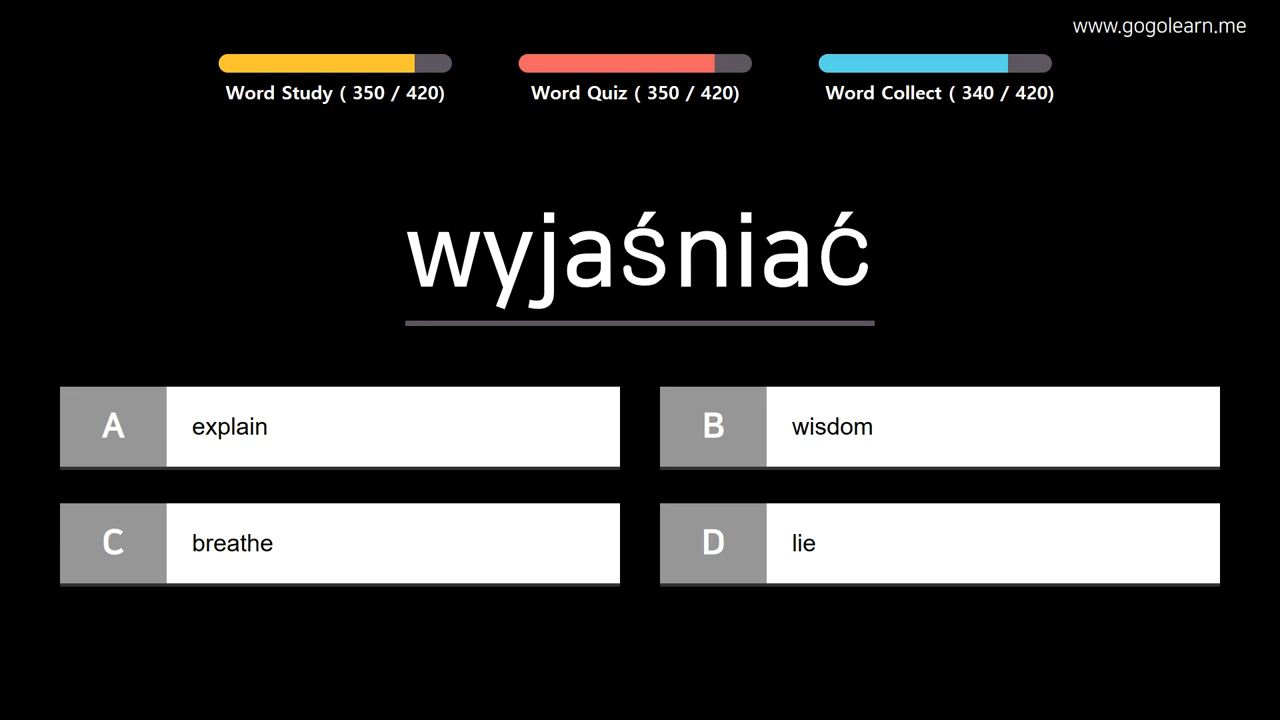 www.gogolearn.me
Word Study ( 350 / 420)
Word Quiz ( 350 / 420)
Word Collect ( 340 / 420)
wyjaśniać
A explain
B wisdom
C breathe
D lie